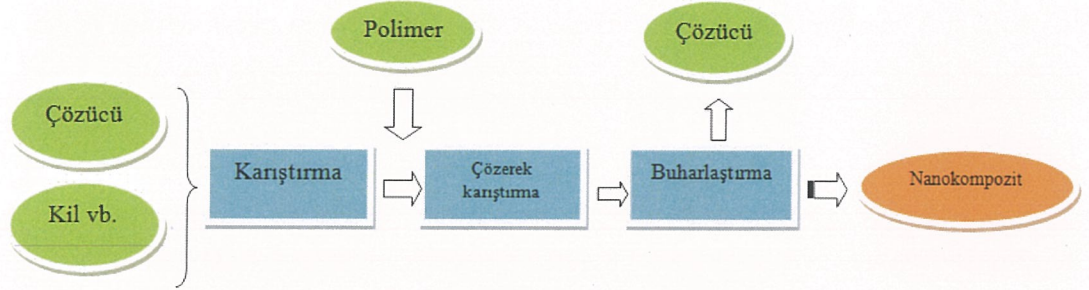 Polimer
Çözücü
Çözücü
Kil vb.
Karıştırma
Çözerek
karıştırma
Buharlaştırma
Nanokompozit